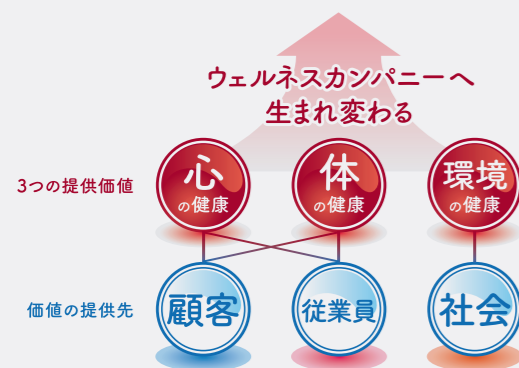 ウェルネスカンパニーへ
生まれ変わる
3つの提供価値
心
の健康
体
の健康
環境
の健康
価値の提供先
顧客
従業員
社会